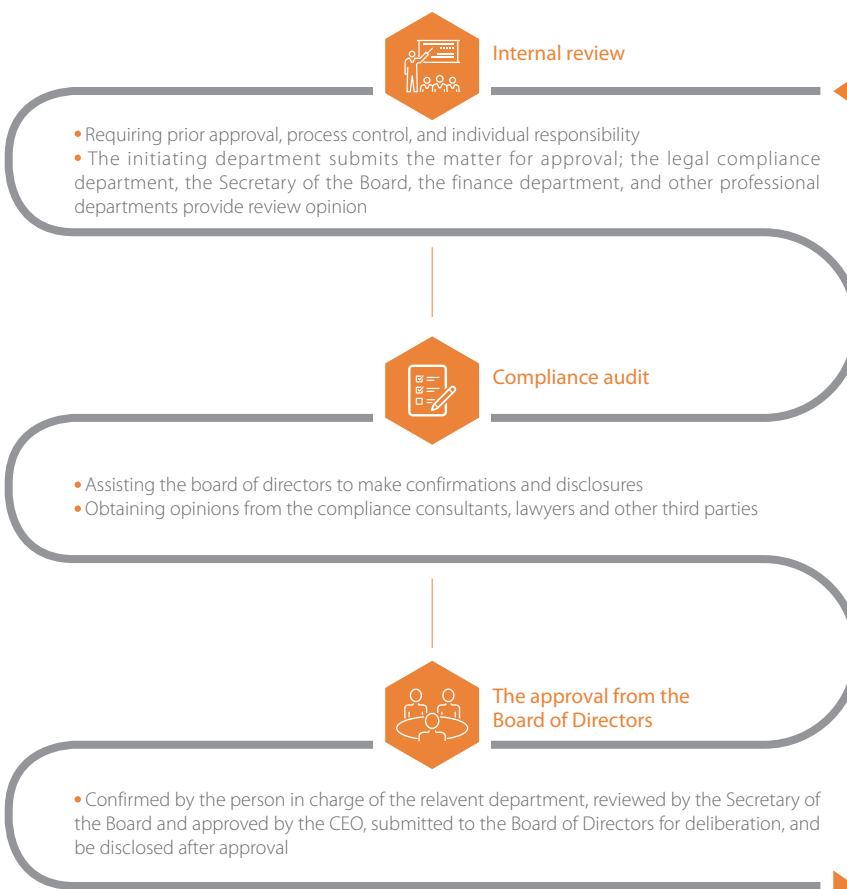 Internal review
• Requiring prior approval, process control, and individual responsibility
• The initiating department submits the matter for approval; the legal compliance
department, the Secretary of the Board, the finance department, and other professional
departments provide review opinion
Compliance audit
• Assisting the board of directors to make confirmations and disclosures
• Obtaining opinions from the compliance consultants, lawyers and other third parties
The approval from the
Board of Directors
• Confirmed by the person in charge of the relavent department, reviewed by the Secretary of
the Board and approved by the CEO, submitted to the Board of Directors for deliberation, and
be disclosed after approval